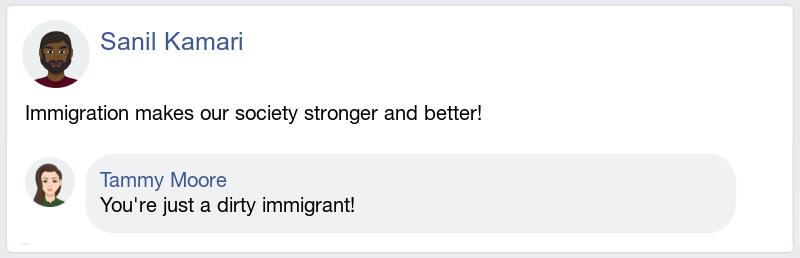 Sanil Kamari
Immigration makes our society stronger and better!
Tammy Moore
You're just a dirty immigrant!